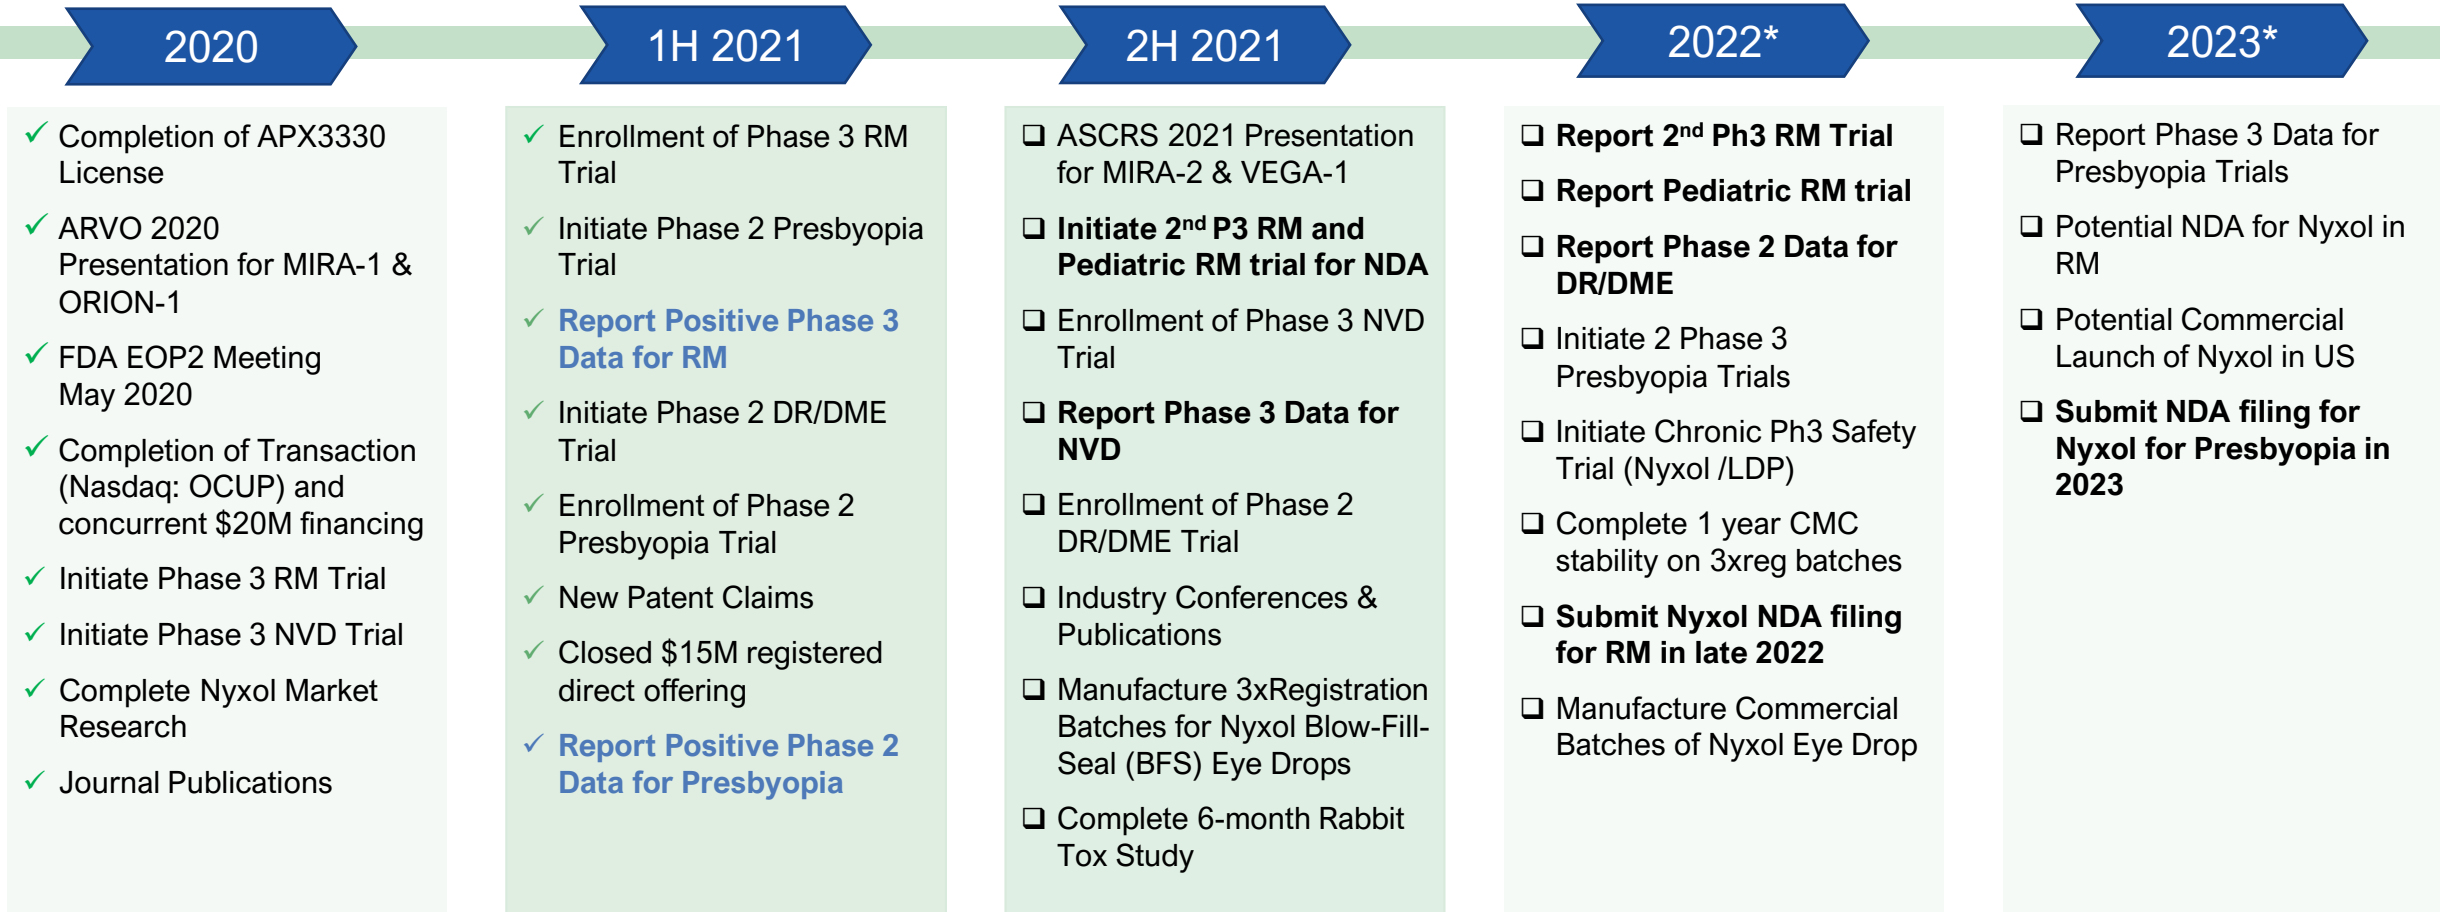 2020
1H 2021
2H 2021
2022*
2023*
Completion of APX3330
License
ARVO 2020
Presentation for MIRA-1 &
ORION-1
FDA EOP2 Meeting
May 2020
Completion of Transaction
(Nasdaq: OCUP) and
concurrent $20M financing
Initiate Phase 3 RM Trial
Initiate Phase 3 NVD Trial
Complete Nyxol Market
Research
Journal Publications
Enrollment of Phase 3 RM
Trial
Initiate Phase 2 Presbyopia
Trial
Report Positive Phase 3
Data for RM
Initiate Phase 2 DR/DME
Trial
Enrollment of Phase 2
Presbyopia Trial
New Patent Claims
Closed $15M registered
direct offering
Report Positive Phase 2
Data for Presbyopia
ASCRS 2021 Presentation
for MIRA-2 & VEGA-1
Initiate 2nd P3 RM and
Pediatric RM trial for NDA
Enrollment of Phase 3 NVD
Trial
Report Phase 3 Data for
NVD
Enrollment of Phase 2
DR/DME Trial
Industry Conferences &
Publications
Manufacture 3xRegistration
Batches for Nyxol Blow-Fill-
Seal (BFS) Eye Drops
Complete 6-month Rabbit
Tox Study
Report 2nd Ph3 RM Trial
Report Pediatric RM trial
Report Phase 2 Data for
DR/DME
Initiate 2 Phase 3
Presbyopia Trials
Initiate Chronic Ph3 Safety
Trial (Nyxol /LDP)
Complete 1 year CMC
stability on 3xreg batches
Submit Nyxol NDA filing
for RM in late 2022
Manufacture Commercial
Batches of Nyxol Eye Drop
Report Phase 3 Data for
Presbyopia Trials
Potential NDA for Nyxol in
RM
Potential Commercial
Launch of Nyxol in US
Submit NDA filing for
Nyxol for Presbyopia in
2023